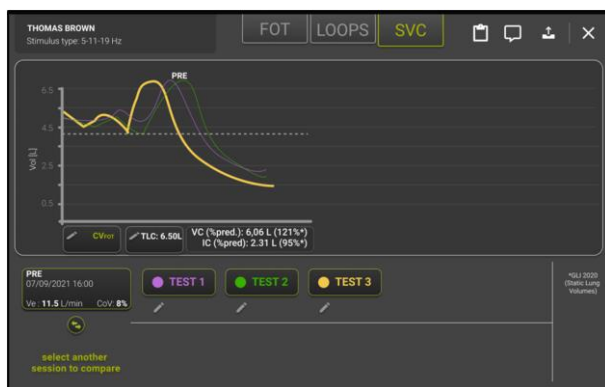 THOMAS BROWN
Stimulus type: 5-11-19 Hz
FOT
LOOPS
SVC
PRE
6.5
4.5
2.5
0.5
Vol [L]
CVFOT
TLC: 6.50L
VC (%pred.): 6,06 L (121%*)
IC (%pred): 2.31 L (95%*)
PRE
07/09/2021 16:00
Ve : 11.5 L/min CoV: 8%
TEST 1
TEST 2
TEST 3
*GLI 2020
(Static Lung
Volumes)
select another
session to compare